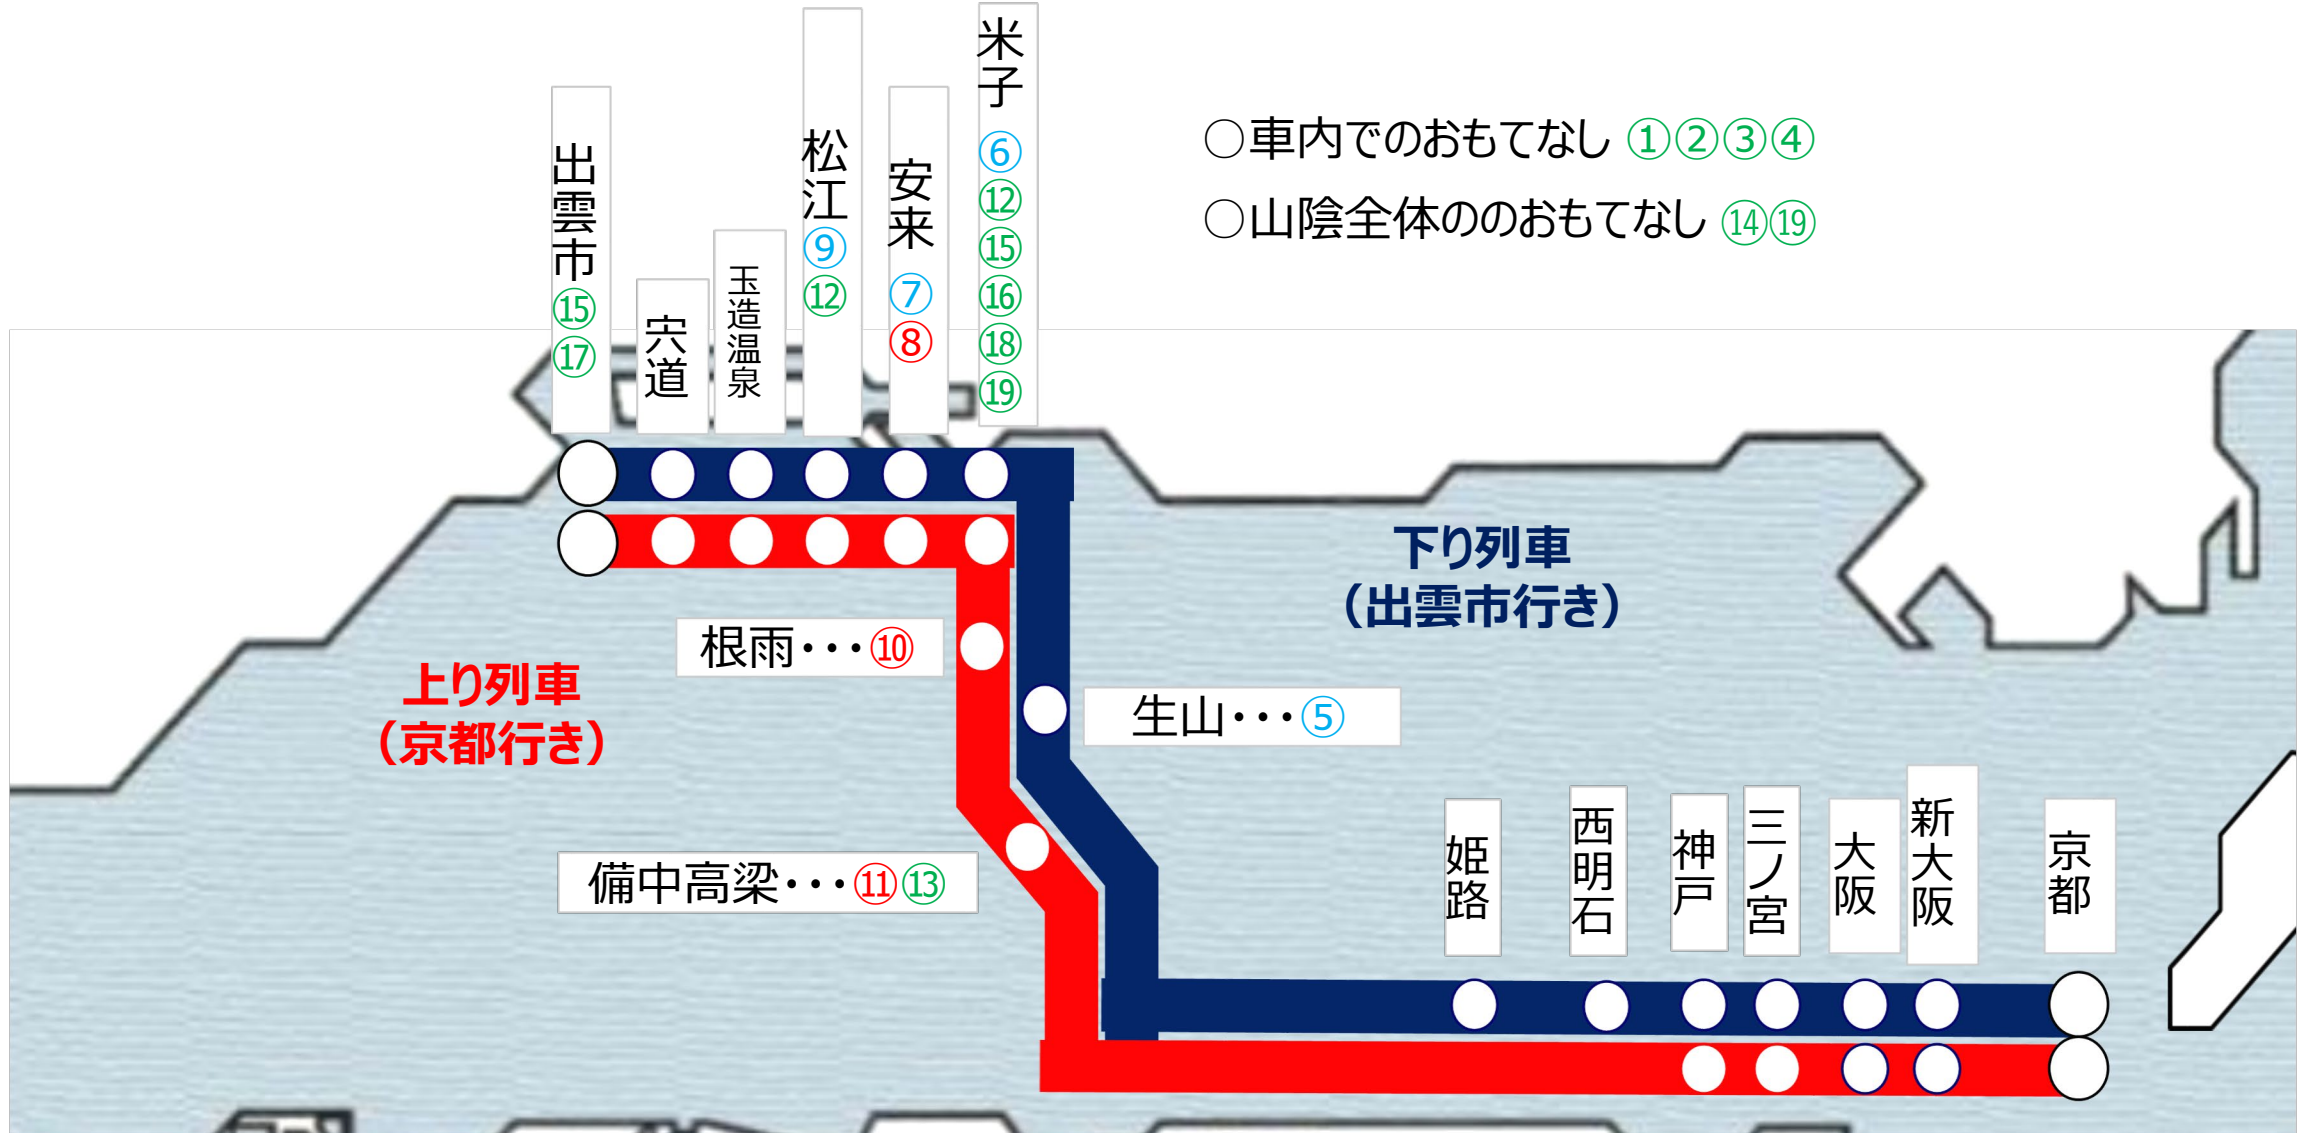 米子
⑥
⑫
⑮
⑯
⑱
⑲
安来
⑦
⑧
松江
⑨
⑫
玉造温泉
宍道
出雲市
⑮
⑰
○車内でのおもてなし ①②③④
○山陰全体ののおもてなし ⑭⑲
下り列車
(出雲市行き)
根雨・・・⑩
上り列車
(京都行き)
生山・・・⑤
備中高梁・・・⑪⑬
京都
新大阪
大阪
三ノ宮
神戸
西明石
姫路